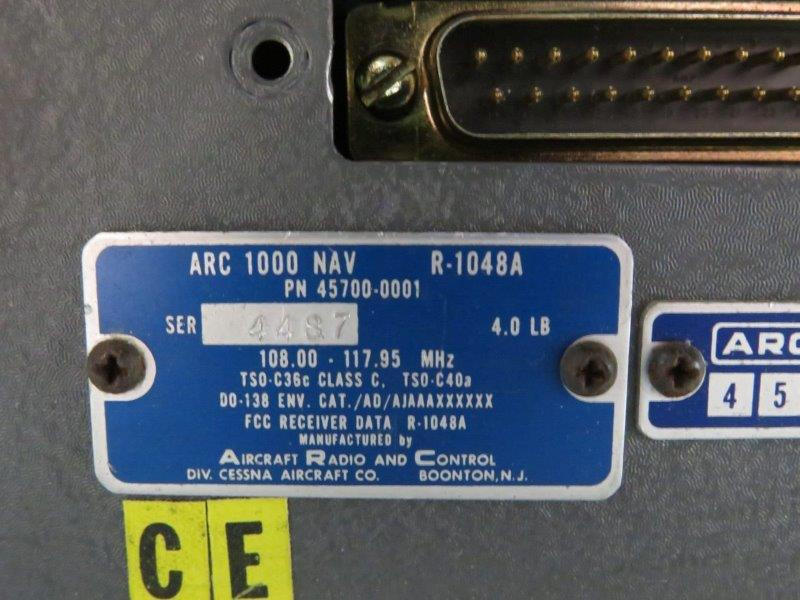 ARC 1000 NAV R-1048A
PN 45700-0001
SER 4487 4.0 LB
108.00 - 117.95 MHz
TSO-C36c CLASS C, TSO-C40a
DO-138 ENV. CAT./AD/AJAAAXXXXXX
FCC RECEIVER DATA R-1048A
MANUFACTURED by
AIRCRAFT RADIO AND CONTROL
DIV. CESSNA AIRCRAFT CO. BOONTON, N.J.
ARC
4 5
C E